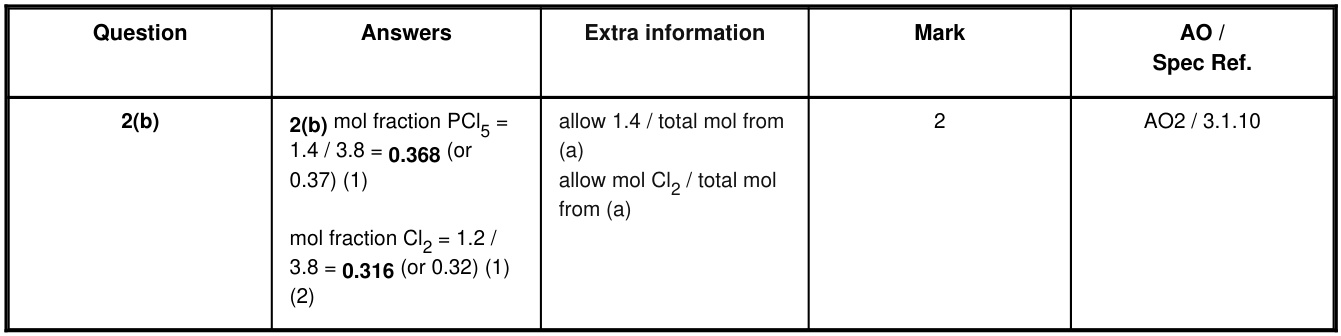 Question
Answers
Extra information
Mark
AO /
Spec Ref.
2(b)
2(b) mol fraction PCl5 =
1.4 / 3.8 = 0.368 (or
0.37) (1)
mol fraction Cl2 = 1.2 /
3.8 = 0.316 (or 0.32) (1)
(2)
allow 1.4 / total mol from
(a)
allow mol Cl2 / total mol
from (a)
2
AO2 / 3.1.10